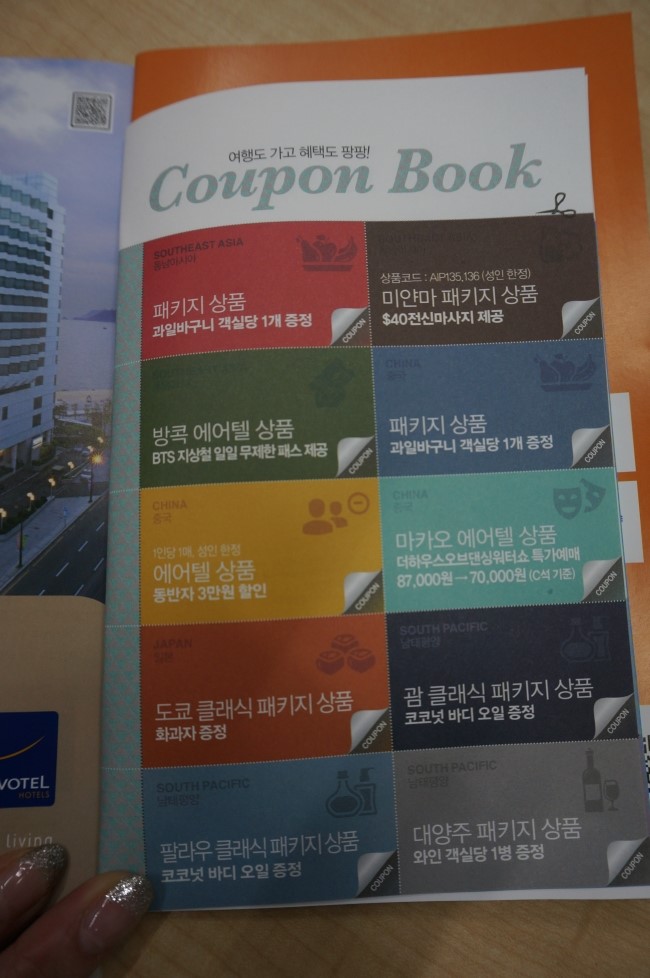 여행도 가고 혜택도 팡팡!
Coupon Book
SOUTHEAST ASIA
동남아시아
패키지 상품
과일바구니 객실당 1개 증정
COUPON
상품코드 : AIP135,136 (성인 한정)
미얀마 패키지 상품
$40전신마사지 제공
COUPON
방콕 에어텔 상품
BTS 지상철 일일 무제한 패스 제공
COUPON
CHINA
중국
패키지 상품
과일바구니 객실당 1개 증정
COUPON
CHINA
중국
1인당 1매, 성인 한정
에어텔 상품
동반자 3만원 할인
COUPON
CHINA
중국
마카오 에어텔 상품
더하우스오브댄싱워터쇼 특가예매
87,000원→70,000원 (C석 기준)
COUPON
JAPAN
일본
도쿄 클래식 패키지 상품
화과자 증정
COUPON
SOUTH PACIFIC
남태평양
괌 클래식 패키지 상품
코코넛 바디 오일 증정
COUPON
SOUTH PACIFIC
남태평양
팔라우 클래식 패키지 상품
코코넛 바디 오일 증정
COUPON
SOUTH PACIFIC
남태평양
대양주 패키지 상품
와인 객실당 1병 증정
COUPON
VOTEL
HOTELS
living